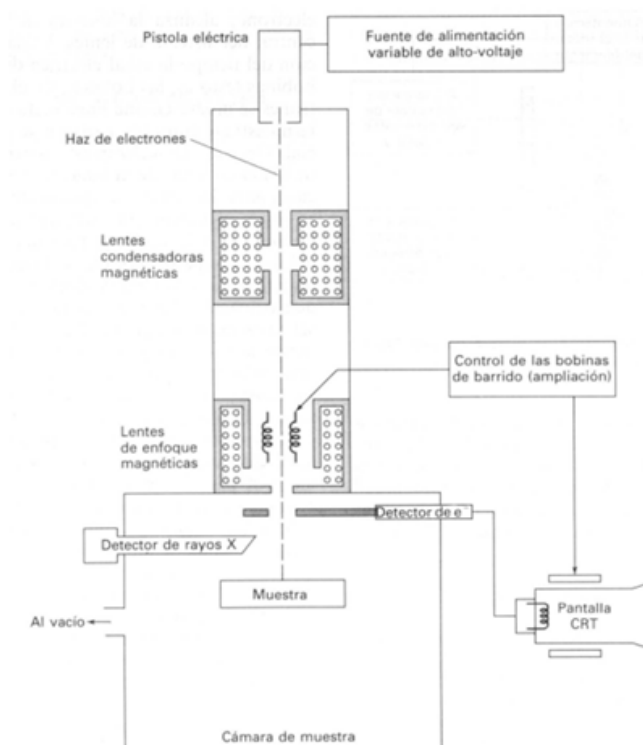 Pistola eléctrica
Fuente de alimentación
variable de alto-voltaje
Haz de electrones
Lentes
condensadoras
magnéticas
Control de las bobinas
de barrido (ampliación)
Lentes
de enfoque
magnéticas
Detector de e⁻
Detector de rayos X
Muestra
Pantalla
CRT
Al vacío
Cámara de muestra